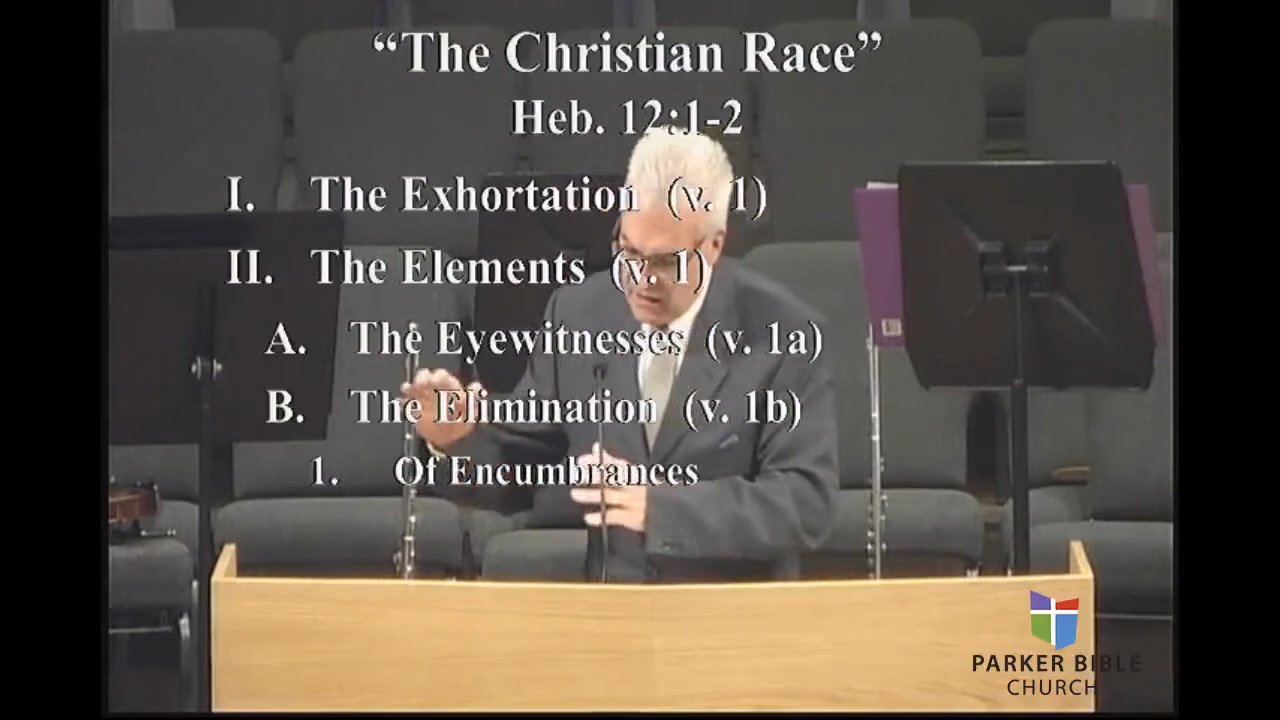 “The Christian Race”
Heb. 12:1-2
I. The Exhortation (v. 1)
II. The Elements (v. 1)
A. The Eyewitnesses (v. 1a)
B. The Elimination (v. 1b)
1. Of Encumbrances
PARKER BIBLE
CHURCH